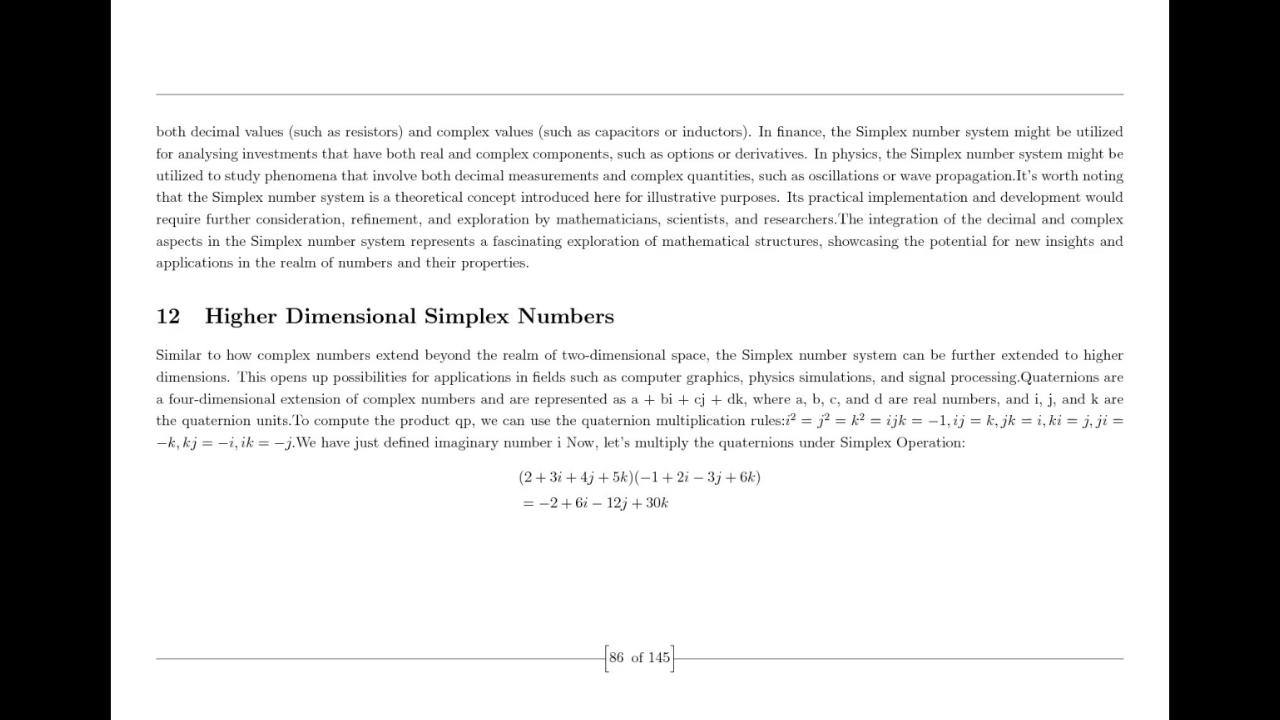 both decimal values (such as resistors) and complex values (such as capacitors or inductors). In finance, the Simplex number system might be utilized
for analysing investments that have both real and complex components, such as options or derivatives. In physics, the Simplex number system might be
utilized to study phenomena that involve both decimal measurements and complex quantities, such as oscillations or wave propagation.It's worth noting
that the Simplex number system is a theoretical concept introduced here for illustrative purposes. Its practical implementation and development would
require further consideration, refinement, and exploration by mathematicians, scientists, and researchers.The integration of the decimal and complex
aspects in the Simplex number system represents a fascinating exploration of mathematical structures, showcasing the potential for new insights and
applications in the realm of numbers and their properties.
12 Higher Dimensional Simplex Numbers
Similar to how complex numbers extend beyond the realm of two-dimensional space, the Simplex number system can be further extended to higher
dimensions. This opens up possibilities for applications in fields such as computer graphics, physics simulations, and signal processing.Quaternions are
a four-dimensional extension of complex numbers and are represented as a + bi + cj + dk, where a, b, c, and d are real numbers, and i, j, and k are
the quaternion units.To compute the product qp, we can use the quaternion multiplication rules:i² = j² = k² = ijk = −1, ij = k, jk = i, ki = j, ji =
−k, kj = −i, ik = −j.We have just defined imaginary number i Now, let's multiply the quaternions under Simplex Operation:
(2 + 3i + 4j + 5k)(−1 + 2i − 3j + 6k)
= −2 + 6i − 12j + 30k
[86 of 145]